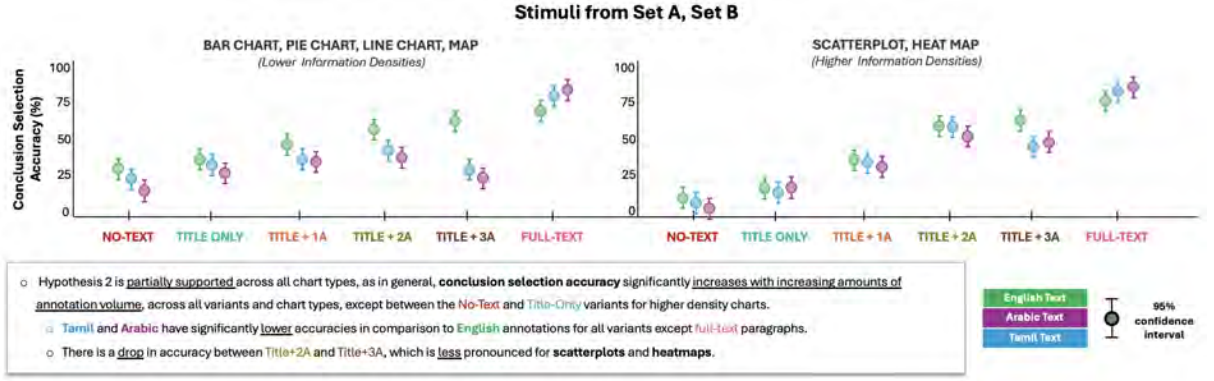 Stimuli from Set A, Set B
BAR CHART, PIE CHART, LINE CHART, MAP
(Lower Information Densities)
SCATTERPLOT, HEAT MAP
(Higher Information Densities)
Conclusion Selection
Accuracy (%)
100
75
50
25
0
100
75
50
25
0
NO-TEXT TITLE ONLY TITLE + 1A TITLE + 2A TITLE + 3A FULL-TEXT
NO-TEXT TITLE ONLY TITLE + 1A TITLE + 2A TITLE + 3A FULL-TEXT
○ Hypothesis 2 is partially supported across all chart types, as in general, conclusion selection accuracy significantly increases with increasing amounts of
annotation volume, across all variants and chart types, except between the No-Text and Title-Only variants for higher density charts.
○ Tamil and Arabic have significantly lower accuracies in comparison to English annotations for all variants except full-text paragraphs.
○ There is a drop in accuracy between Title+2A and Title+3A, which is less pronounced for scatterplots and heatmaps.
English Text
Arabic Text
Tamil Text
95%
confidence
interval